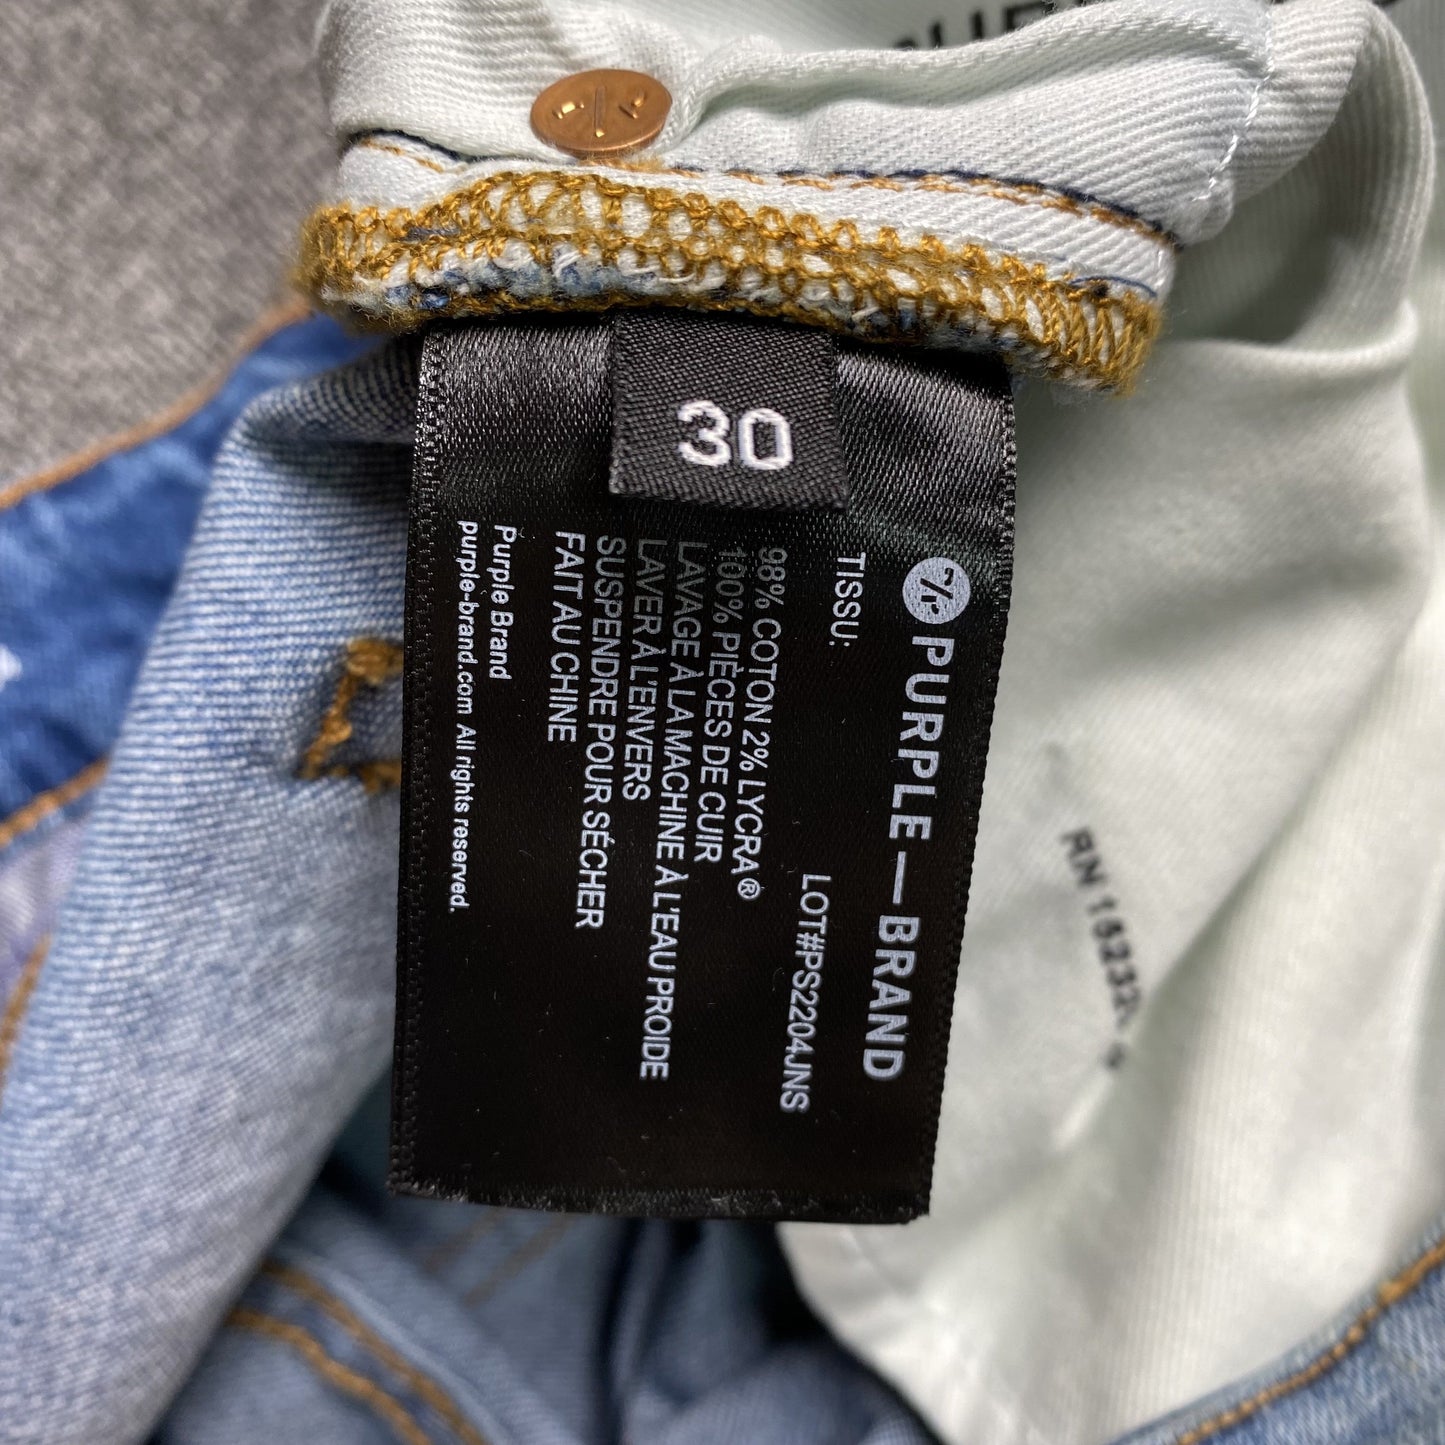 30
PURPLE—BRAND
LOT#PS2204JNS
TISSU:
98% COTON 2% LYCRA®
100% PIÈCES DE CUIR
LAVAGE À LA MACHINE À L'EAU PROIDE
LAVER À L'ENVERS
SUSPENDRE POUR SÉCHER
FAIT AU CHINE
Purple Brand
purple-brand.com All rights reserved.
RN